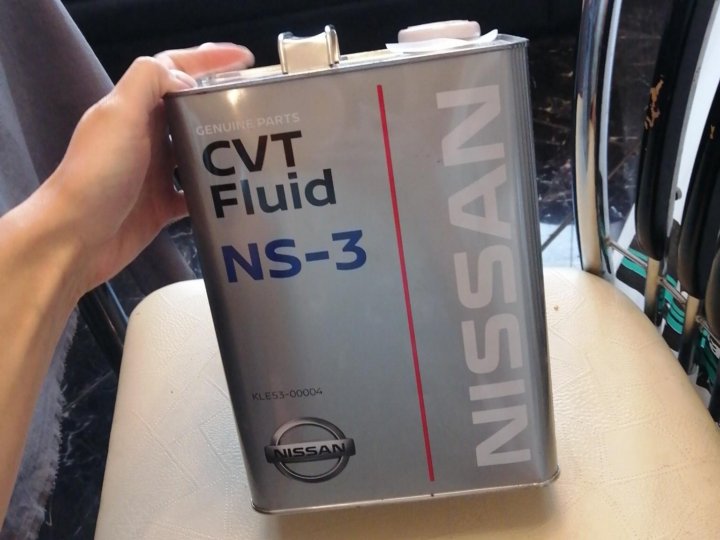 GENUINE PARTS
CVT
Fluid
NS-3
KLE53-00004
NISSAN
NISSAN